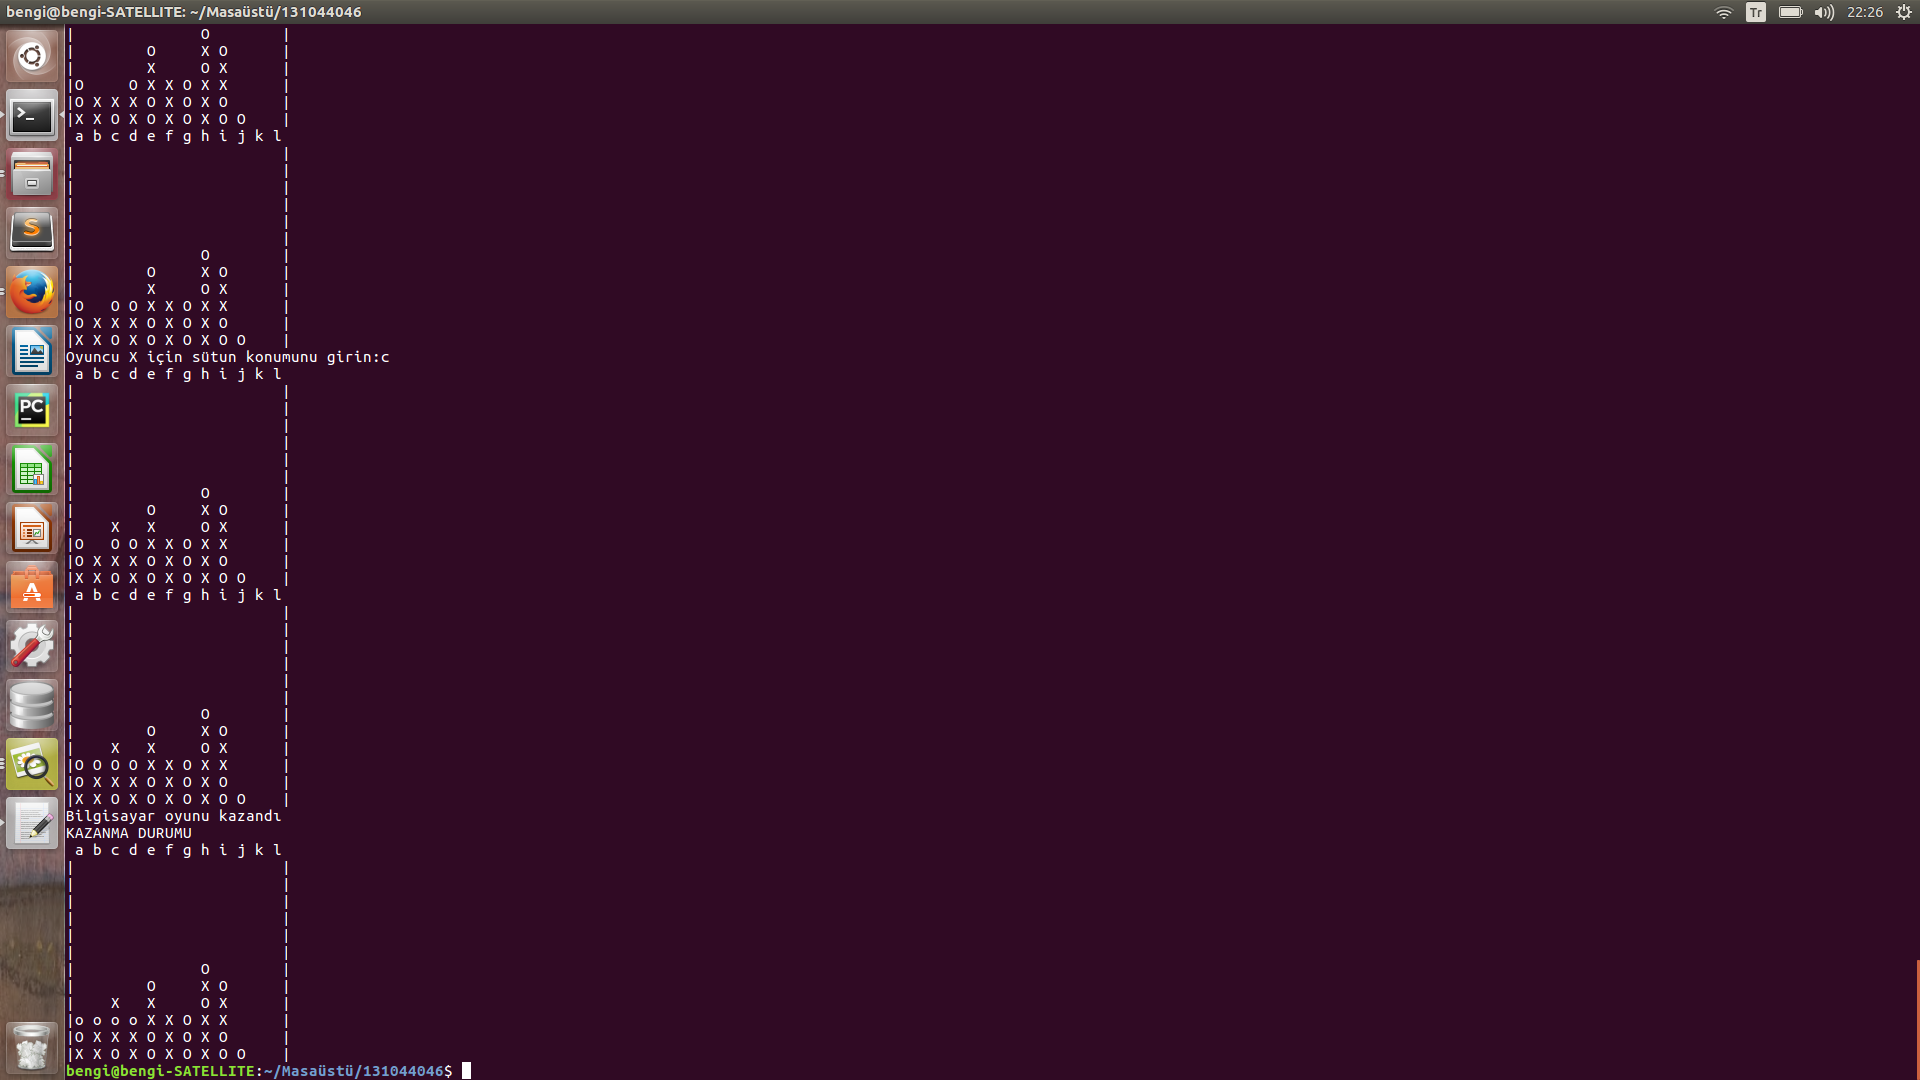 bengi@bengi-SATELLITE: ~/Masaüstü/131044046
Tr
22:26
|              O        |
|        O     X O      |
|        X     O X      |
|O     O X X O X X      |
|O X X X O X O X O      |
|X X O X O X O X O O    |
 a b c d e f g h i j k l
|                       |
|                       |
|                       |
|                       |
|                       |
|                       |
|              O        |
|        O     X O      |
|        X     O X      |
|O   O O X X O X X      |
|O X X X O X O X O      |
|X X O X O X O X O O    |
Oyuncu X için sütun konumunu girin:c
 a b c d e f g h i j k l
|                       |
|                       |
|                       |
|                       |
|                       |
|                       |
|              O        |
|        O     X O      |
|    X   X     O X      |
|O   O O X X O X X      |
|O X X X O X O X O      |
|X X O X O X O X O O    |
 a b c d e f g h i j k l
|                       |
|                       |
|                       |
|                       |
|                       |
|                       |
|              O        |
|        O     X O      |
|    X   X     O X      |
|O O O O X X O X X      |
|O X X X O X O X O      |
|X X O X O X O X O O    |
Bilgisayar oyunu kazandı
KAZANMA DURUMU
 a b c d e f g h i j k l
|                       |
|                       |
|                       |
|                       |
|                       |
|                       |
|              O        |
|        O     X O      |
|    X   X     O X      |
|o o o o X X O X X      |
|O X X X O X O X O      |
|X X O X O X O X O O    |
bengi@bengi-SATELLITE:~/Masaüstü/131044046$
S
PC
A